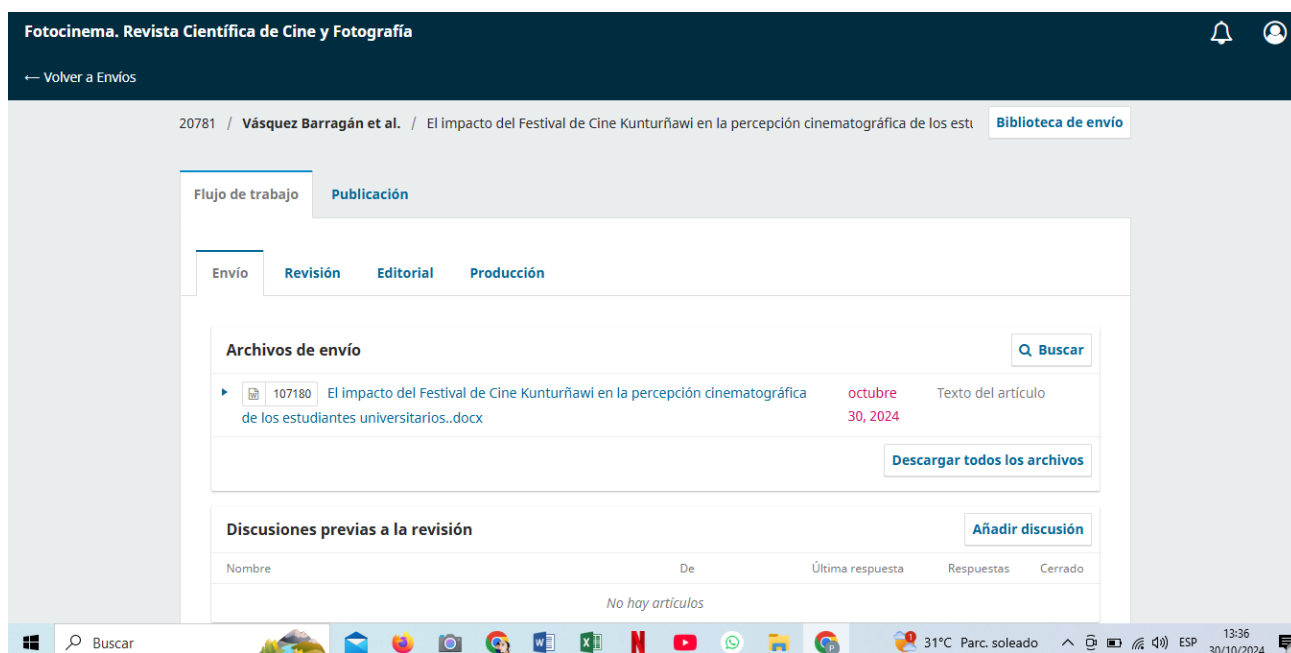 Fotocinema. Revista Científica de Cine y Fotografía
← Volver a Envíos
20781 / Vásquez Barragán et al. / El impacto del Festival de Cine Kunturñawi en la percepción cinematográfica de los estu
Biblioteca de envío
Flujo de trabajo
Publicación
Envío
Revisión
Editorial
Producción
Archivos de envío
Buscar
107180 El impacto del Festival de Cine Kunturñawi en la percepción cinematográfica
de los estudiantes universitarios..docx
octubre
30, 2024
Texto del artículo
Descargar todos los archivos
Discusiones previas a la revisión
Añadir discusión
Nombre
De
Última respuesta
Respuestas
Cerrado
No hay artículos
Buscar
31°C Parc. soleado
ESP
13:36
30/10/2024